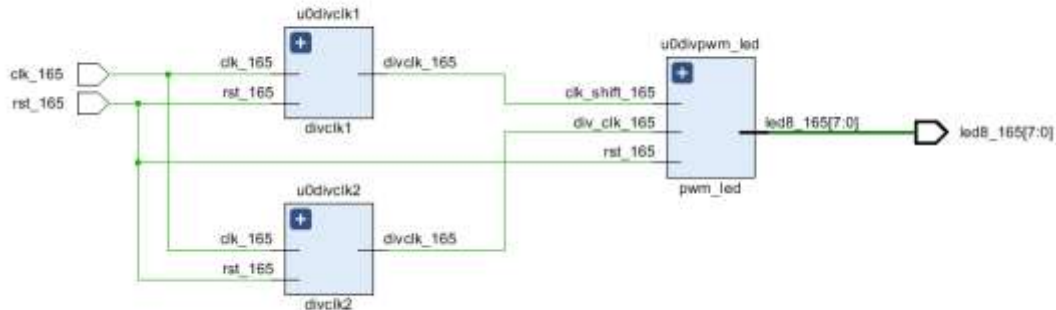 u0divclk1
clk_165
rst_165
clk_165
rst_165
divclk_165
divclk1
u0divpwm_led
clk_shift_165
div_clk_165
rst_165
led8_165[7:0]
pwm_led
led8_165[7:0]
u0divclk2
clk_165
rst_165
divclk_165
divclk2